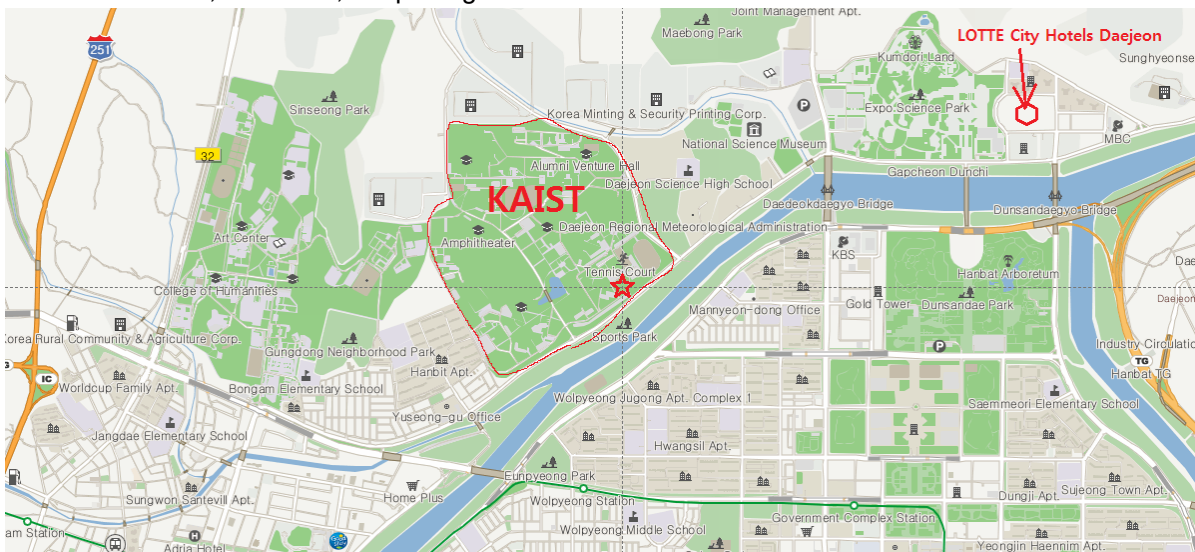 Joint Management Apt.
251
Maebong Park
LOTTE City Hotels Daejeon
Kumdori Land
Sunghyeonse
Sinseong Park
Korea Minting & Security Printing Corp.
Expo Science Park
MBC
National Science Museum
32
Alumni Venture Hall
Daejeon Science High School
Gapcheon Dunchi
KAIST
Daedeokdaegyo Bridge
Dunsandaegyo Bridge
Art Center
Amphitheater
Daejeon Regional Meteorological Administration
KBS
Tennis Court
Hanbat Arboretum
College of Humanities
Mannyeon-dong Office
Gold Tower
Dunsandae Park
Daejeon
Korea Rural Community & Agriculture Corp.
Sports Park
Industry Circulatio
Gungdong Neighborhood Park
TG
Hanbit Apt.
Hanbat TG
IC
Worldcup Family Apt.
Bongam Elementary School
Wolpyeong Jugong Apt. Complex 1
Saemmeori Elementary School
Yuseong-gu Office
Jangdae Elementary School
Hwangsil Apt.
Eunpyeong Park
Sungwon Santevill Apt.
Home Plus
Wolpyeong Station
Dungji Apt.
Sujeong Town Apt.
Government Complex Station
am Station
Wolpyeong Middle School
Adria Hotel
Yeongjin Haennim Apt.